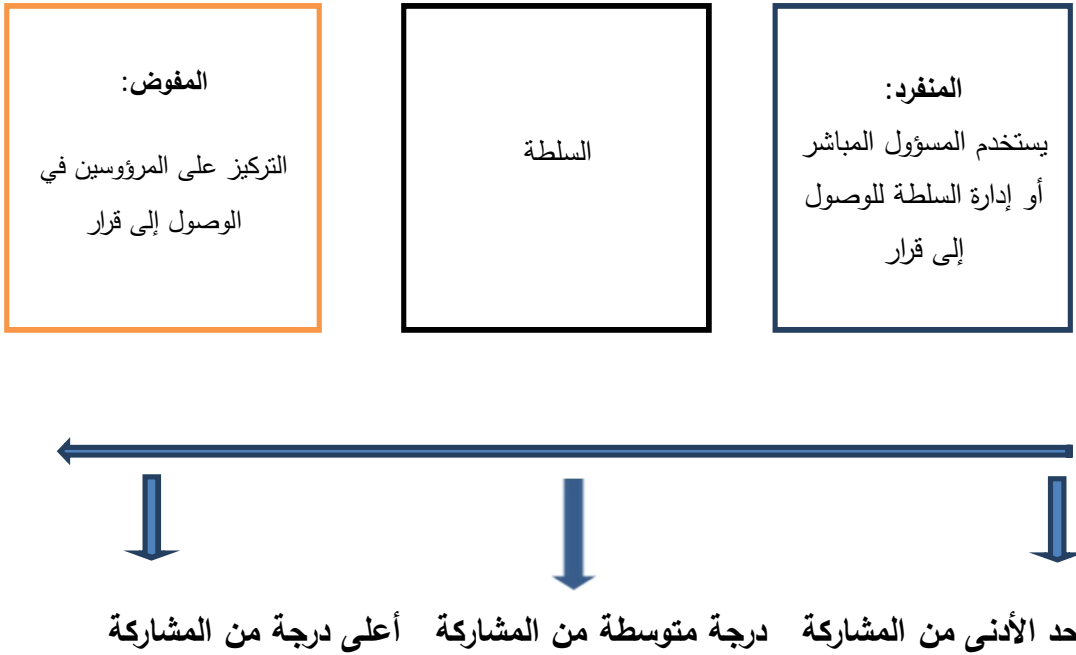 المنفرد:
يستخدم المسؤول المباشر
أو إدارة السلطة للوصول
إلى قرار
السلطة
المفوض:
التركيز على المرؤوسين في
الوصول إلى قرار
حد الأدنى من المشاركة
درجة متوسطة من المشاركة
أعلى درجة من المشاركة